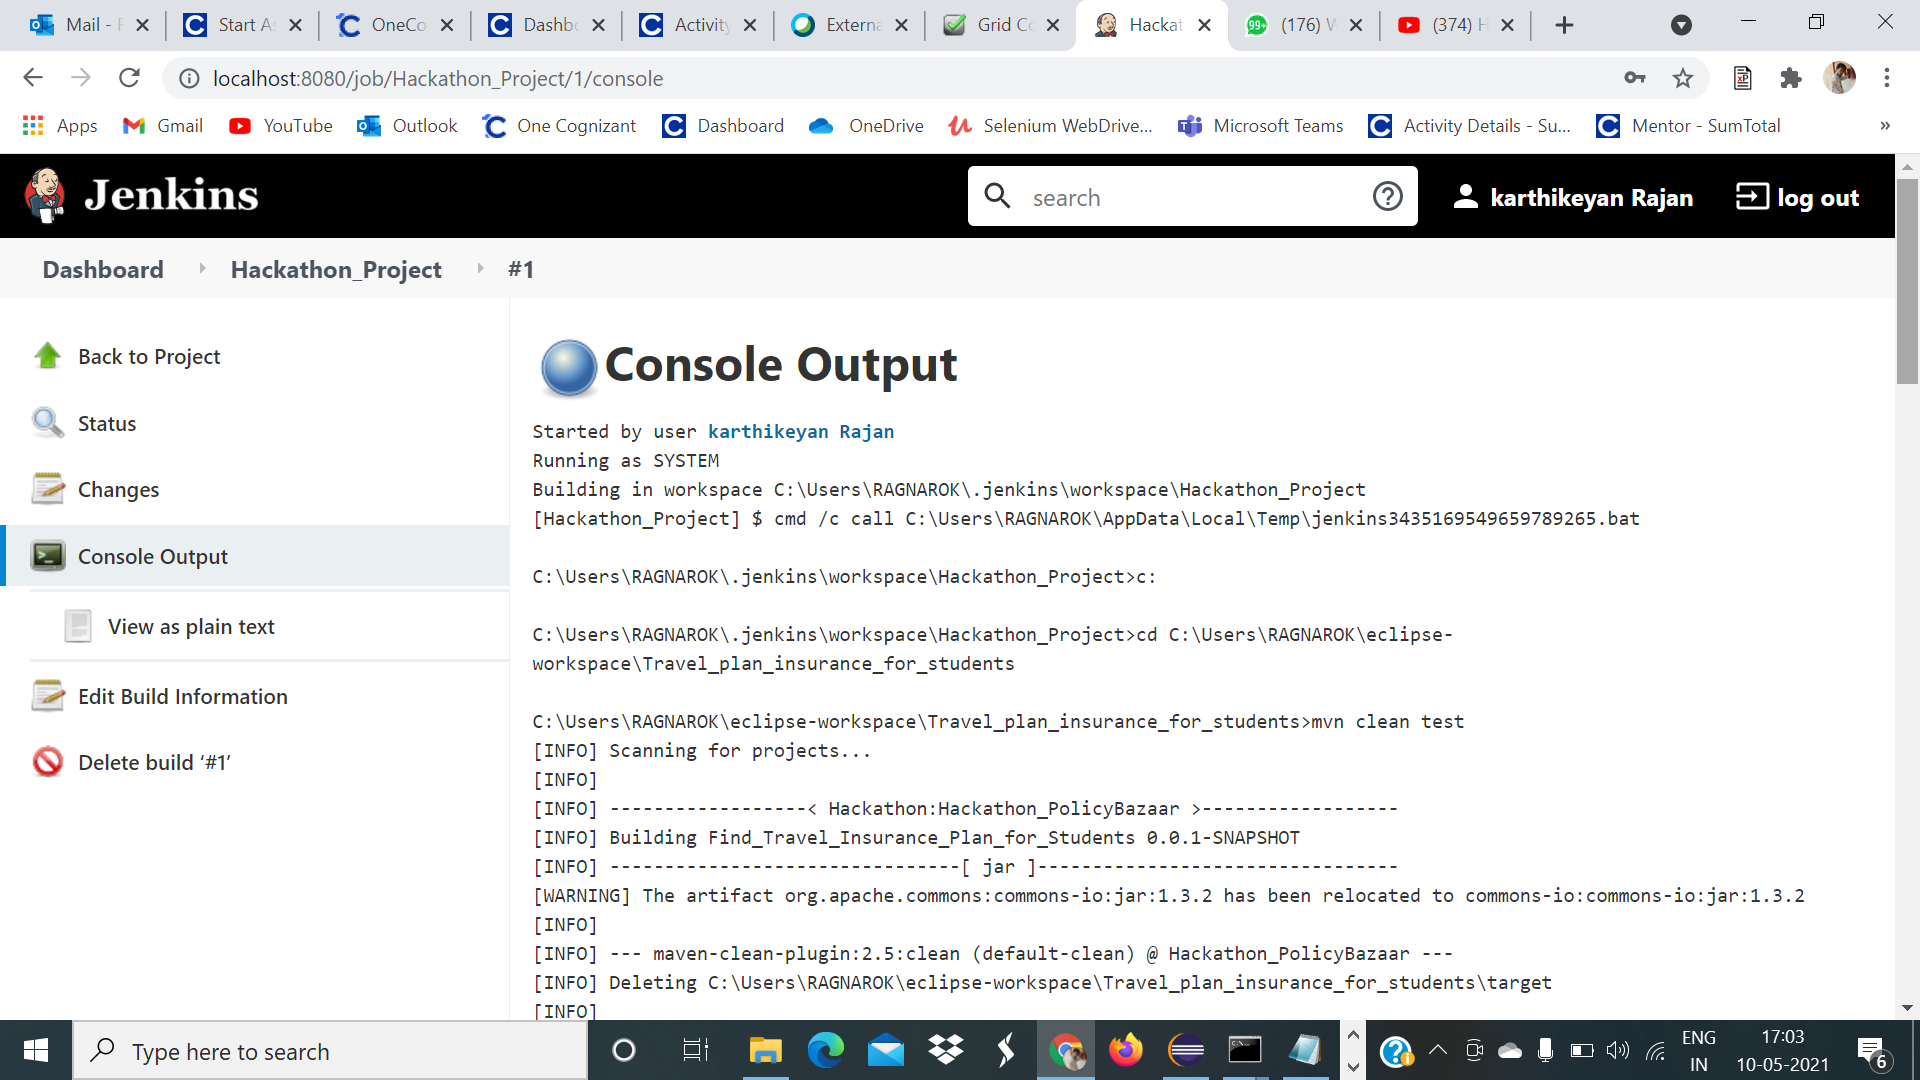 Mail - F
Start As
OneCo
Dashbo
Activity
Externa
Grid Co
Hackat
(176) W
(374) H
localhost:8080/job/Hackathon_Project/1/console
Apps
Gmail
YouTube
Outlook
One Cognizant
Dashboard
OneDrive
Selenium WebDrive...
Microsoft Teams
Activity Details - Su...
Mentor - SumTotal
»
Jenkins
search
karthikeyan Rajan
log out
Dashboard
Hackathon_Project
#1
Back to Project
Status
Changes
Console Output
View as plain text
Edit Build Information
Delete build ‘#1’
Console Output
Started by user karthikeyan Rajan
Running as SYSTEM
Building in workspace C:\Users\RAGNAROK\.jenkins\workspace\Hackathon_Project
[Hackathon_Project] $ cmd /c call C:\Users\RAGNAROK\AppData\Local\Temp\jenkins3435169549659789265.bat
C:\Users\RAGNAROK\.jenkins\workspace\Hackathon_Project>c:
C:\Users\RAGNAROK\.jenkins\workspace\Hackathon_Project>cd C:\Users\RAGNAROK\eclipse-
workspace\Travel_plan_insurance_for_students
C:\Users\RAGNAROK\eclipse-workspace\Travel_plan_insurance_for_students>mvn clean test
[INFO] Scanning for projects...
[INFO]
[INFO] ------------------< Hackathon:Hackathon_PolicyBazaar >------------------
[INFO] Building Find_Travel_Insurance_Plan_for_Students 0.0.1-SNAPSHOT
[INFO] --------------------------------[ jar ]---------------------------------
[WARNING] The artifact org.apache.commons:commons-io:jar:1.3.2 has been relocated to commons-io:commons-io:jar:1.3.2
[INFO]
[INFO] --- maven-clean-plugin:2.5:clean (default-clean) @ Hackathon_PolicyBazaar ---
[INFO] Deleting C:\Users\RAGNAROK\eclipse-workspace\Travel_plan_insurance_for_students\target
[INFO]
Type here to search
ENG
IN
17:03
10-05-2021
6